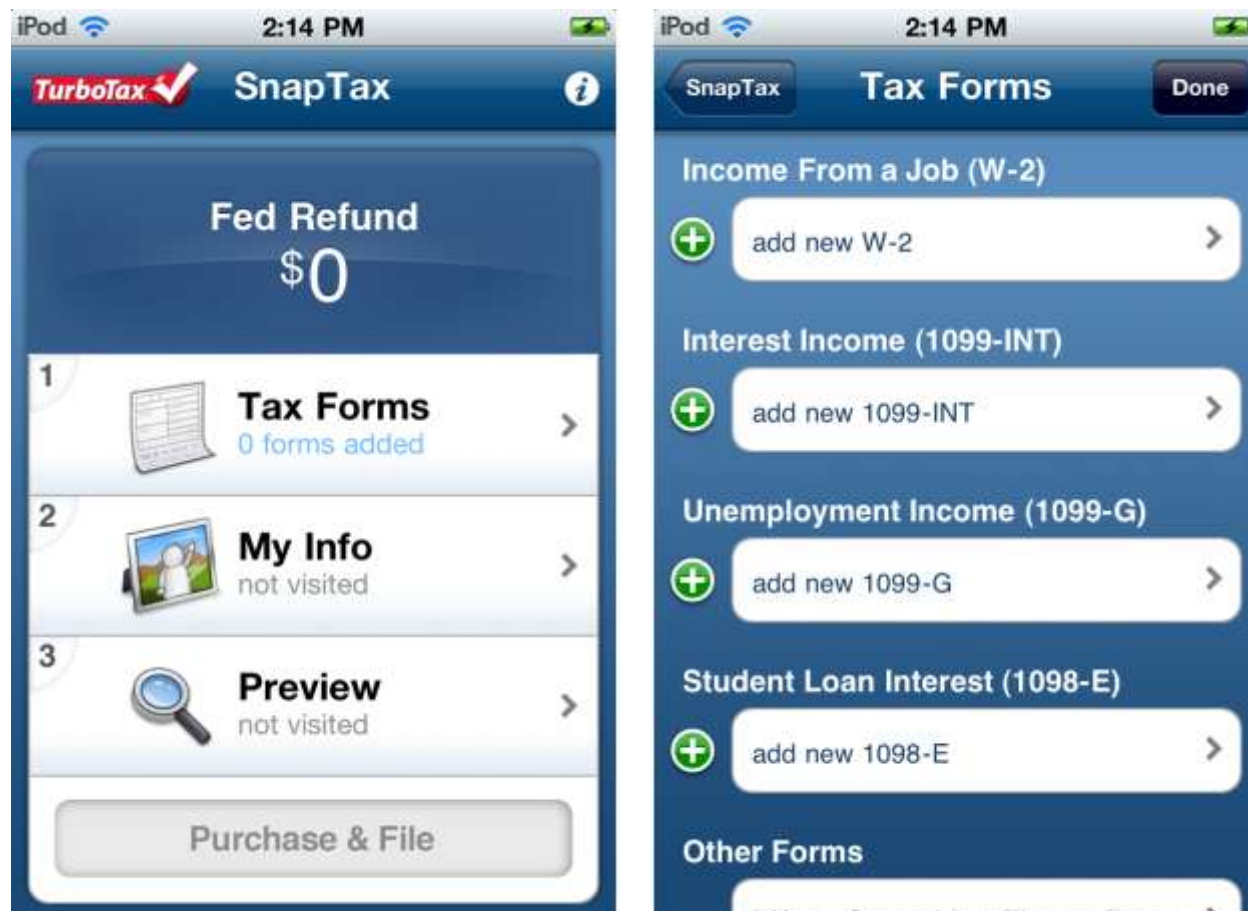 iPod 2:14 PM
TurboTax SnapTax i
Fed Refund
$0
1
Tax Forms
0 forms added
2
My Info
not visited
3
Preview
not visited
Purchase & File
iPod 2:14 PM
SnapTax Tax Forms Done
Income From a Job (W-2)
add new W-2
Interest Income (1099-INT)
add new 1099-INT
Unemployment Income (1099-G)
add new 1099-G
Student Loan Interest (1098-E)
add new 1098-E
Other Forms